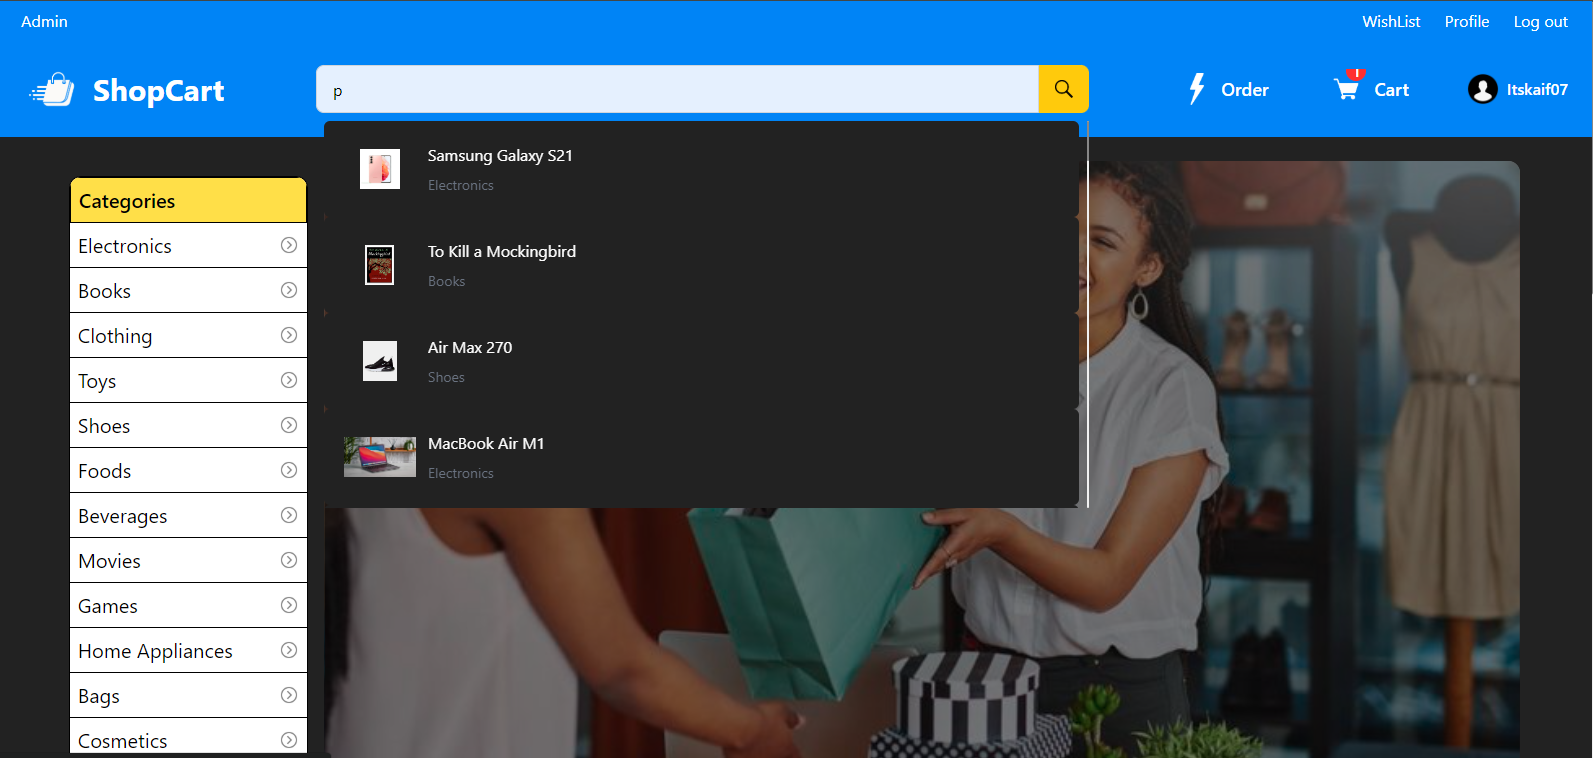 Admin
WishList Profile Log out
ShopCart
p
Order
Cart
Itskaif07
Samsung Galaxy S21
Electronics
To Kill a Mockingbird
Books
Air Max 270
Shoes
MacBook Air M1
Electronics
Categories
Electronics
Books
Clothing
Toys
Shoes
Foods
Beverages
Movies
Games
Home Appliances
Bags
Cosmetics